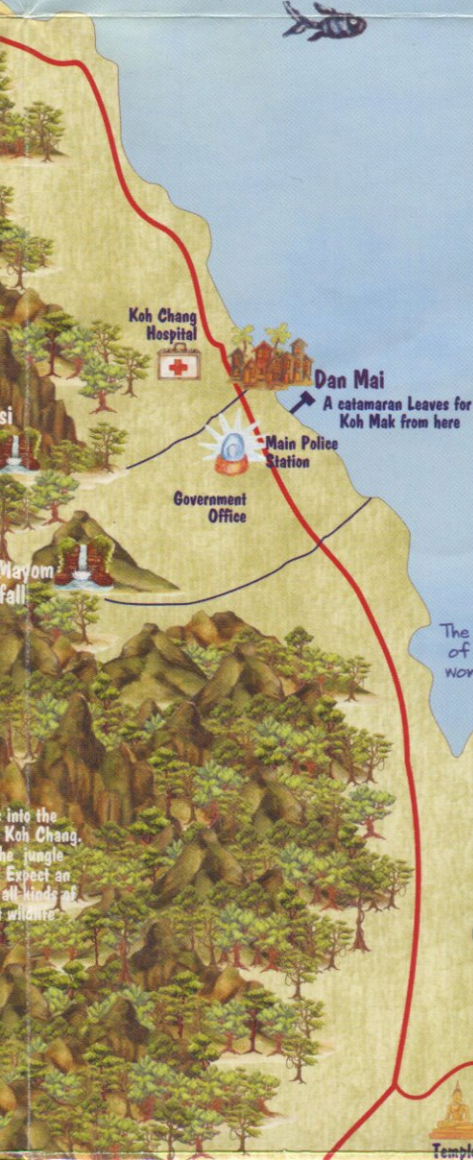 Koh Chang
Hospital
Dan Mai
A catamaran Leaves for
Koh Mak from here
si
Main Police
Station
Government
Office
Mayom
fall
The
of
into the
Koh Chang.
jungle
Expect an
all kinds of
wildlife